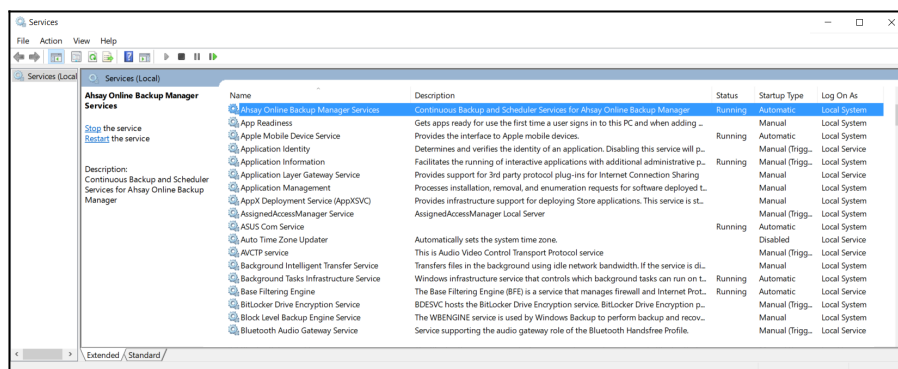 Services
File Action View Help
Services (Local
Services (Local)
Ahsay Online Backup Manager
Services
Stop the service
Restart the service
Description:
Continuous Backup and Scheduler
Services for Ahsay Online Backup
Manager
Name Description Status Startup Type Log On As
Ahsay Online Backup Manager Services Continuous Backup and Scheduler Services for Ahsay Online Backup Manager Running Automatic Local System
App Readiness Gets apps ready for use the first time a user signs in to this PC and when adding ... Manual Local System
Apple Mobile Device Service Provides the interface to Apple mobile devices. Running Automatic Local System
Application Identity Determines and verifies the identity of an application. Disabling this service will p... Manual (Trigg... Local Service
Application Information Facilitates the running of interactive applications with additional administrative p... Running Manual (Trigg... Local System
Application Layer Gateway Service Provides support for 3rd party protocol plug-ins for Internet Connection Sharing Manual Local Service
Application Management Processes installation, removal, and enumeration requests for software deployed t... Manual Local System
AppX Deployment Service (AppXSVC) Provides infrastructure support for deploying Store applications. This service is st... Manual Local System
AssignedAccessManager Service AssignedAccessManager Local Server Manual (Trigg... Local System
ASUS Com Service Running Automatic Local System
Auto Time Zone Updater Automatically sets the system time zone. Disabled Local Service
AVCTP service This is Audio Video Control Transport Protocol service Manual (Trigg... Local Service
Background Intelligent Transfer Service Transfers files in the background using idle network bandwidth. If the service is di... Manual Local System
Background Tasks Infrastructure Service Windows infrastructure service that controls which background tasks can run on t... Running Automatic Local System
Base Filtering Engine The Base Filtering Engine (BFE) is a service that manages firewall and Internet Prot... Running Automatic Local Service
BitLocker Drive Encryption Service BDESVC hosts the BitLocker Drive Encryption service. BitLocker Drive Encryption p... Manual (Trigg... Local System
Block Level Backup Engine Service The WBENGINE service is used by Windows Backup to perform backup and recov... Manual Local System
Bluetooth Audio Gateway Service Service supporting the audio gateway role of the Bluetooth Handsfree Profile. Manual (Trigg... Local Service
Extended Standard